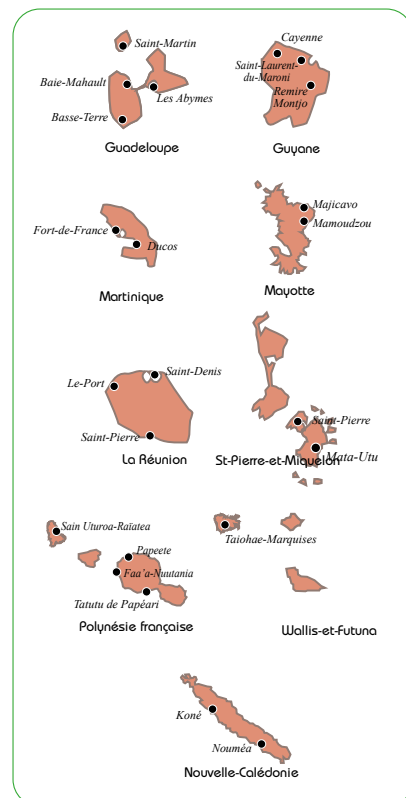 Saint-Martin
Baie-Mahault
Les Abymes
Basse-Terre
Guadeloupe
Cayenne
Saint-Laurent-
du-Maroni
Remire
Montjo
Guyane
Fort-de-France
Ducos
Martinique
Majicavo
Mamoudzou
Mayotte
Le-Port
Saint-Denis
Saint-Pierre
La Réunion
Saint-Pierre
Mata-Utu
St-Pierre-et-Miquelon
Sain Uturoa-Raïatea
Papeete
Faa'a-Nuutania
Tatutu de Papéari
Polynésie française
Taiohae-Marquises
Wallis-et-Futuna
Koné
Nouméa
Nouvelle-Calédonie